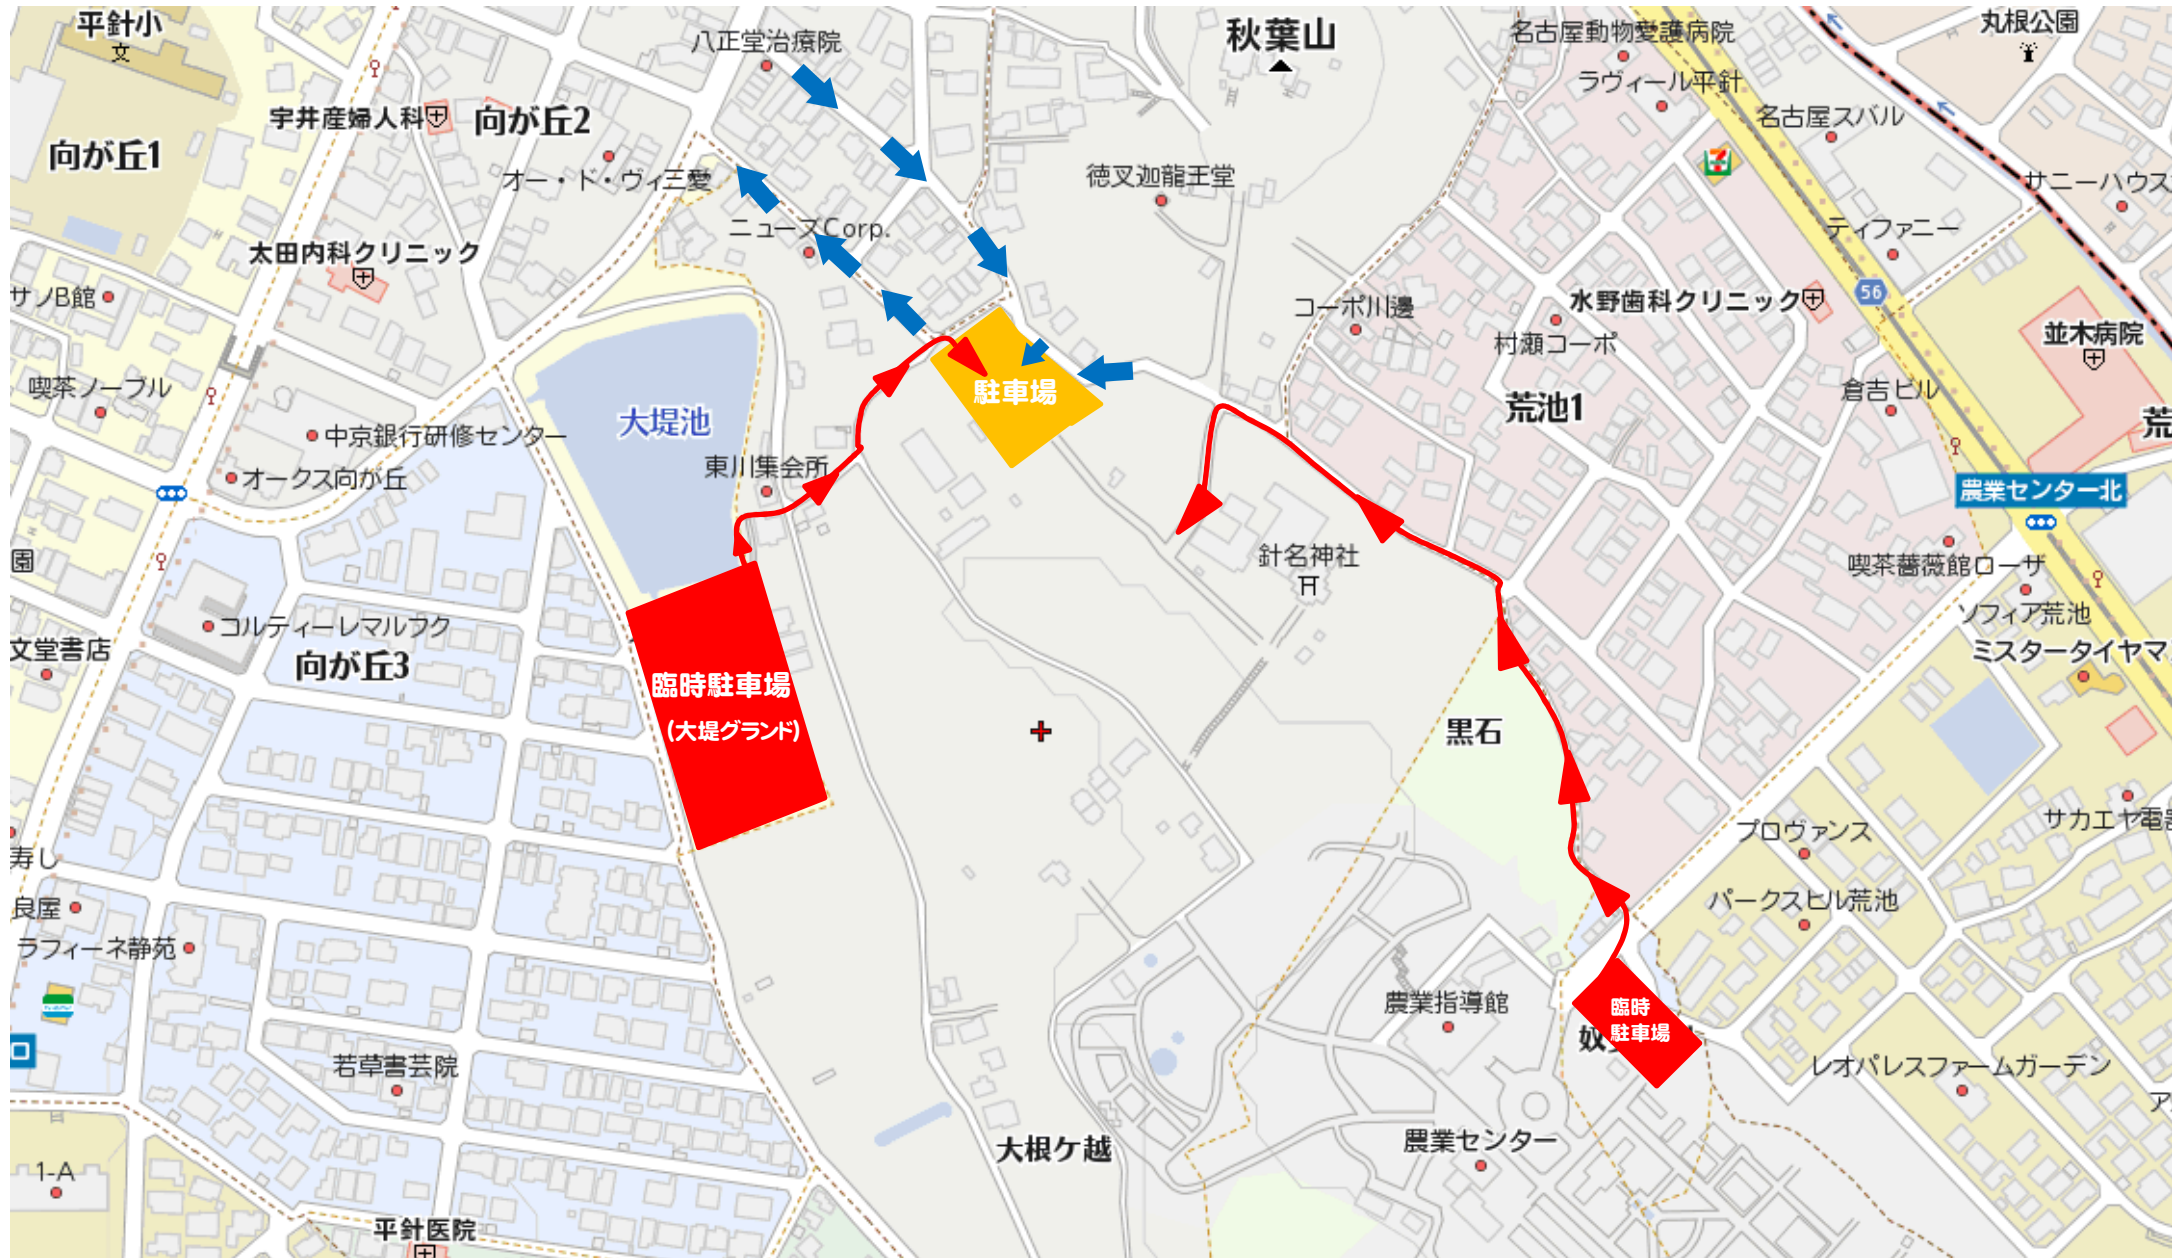 平針小
八正堂治療院
秋葉山
名古屋動物愛護病院
丸根公園
ラヴィール平針
宇井産婦人科
向が丘2
名古屋スバル
向が丘1
オー・ド・ヴィ三愛
徳叉迦龍王堂
サニーハウス
ニューズCorp.
ティファニー
太田内科クリニック
サノB館
56
コーポ川邊
水野歯科クリニック
村瀬コーポ
並木病院
喫茶ノーブル
駐車場
倉吉ビル
大堤池
荒池1
荒
中京銀行研修センター
東川集会所
オークス向が丘
農業センター北
園
針名神社
喫茶薔薇館ローザ
ソフィア荒池
コルティーレマルフク
文堂書店
向が丘3
ミスタータイヤマ
臨時駐車場
(大堤グランド)
黒石
サカエヤ電器
プロヴァンス
寿し
良屋
パークスヒル荒池
ラフィーネ静苑
農業指導館
臨時
駐車場
奴
若草書芸院
レオパレスファームガーデン
ア
農業センター
大根ケ越
1-A
平針医院